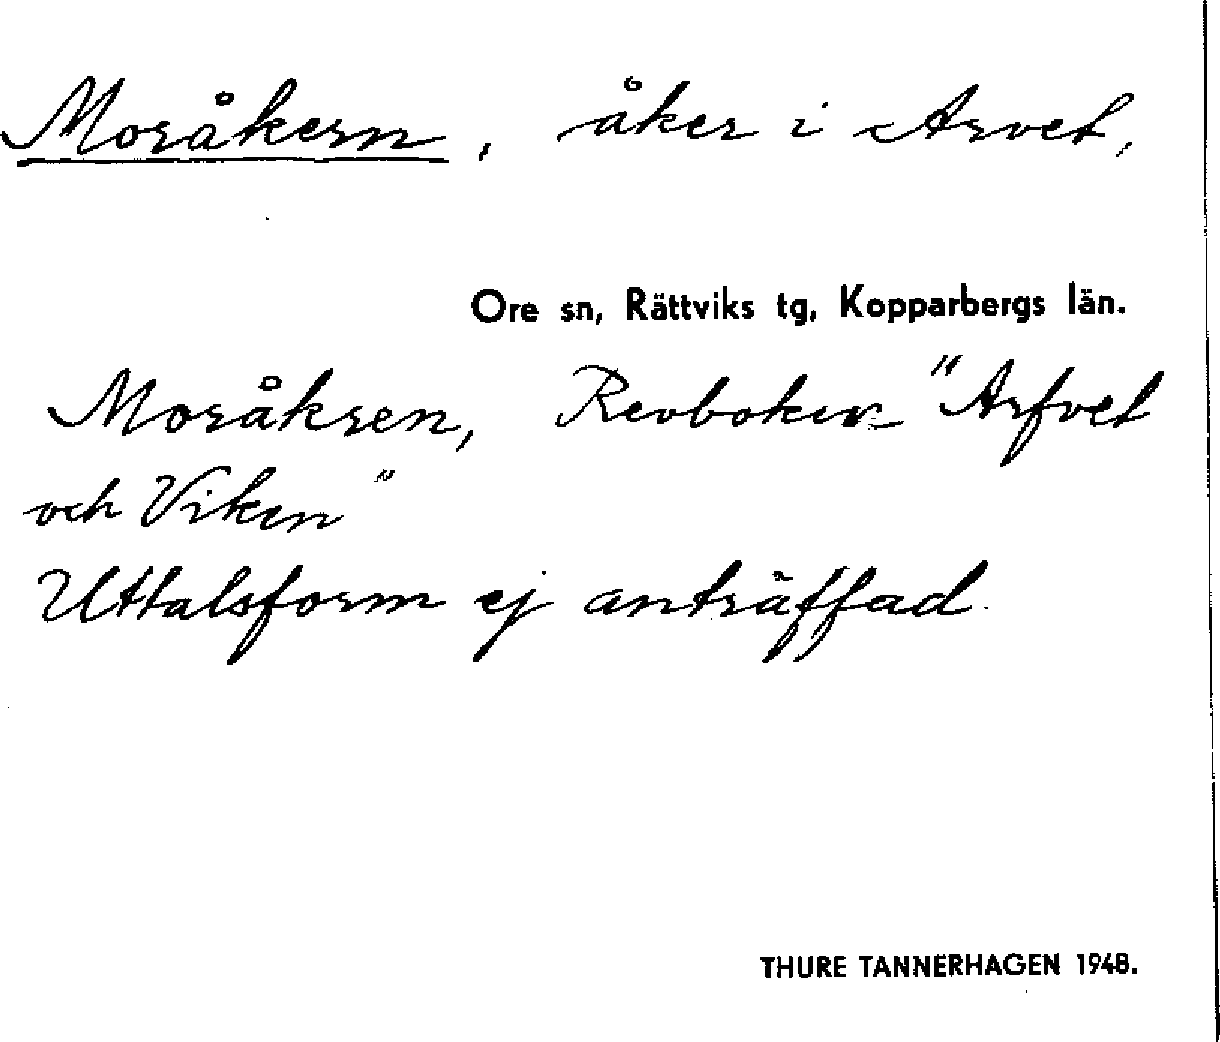 Moråkern, åker i Arvet,
Ore sn, Rättviks tg, Kopparbergs län.
Moråkren, Revboken "Arfvet
och Viken"
Uttalsform ej anträffad.
THURE TANNERHAGEN 1948.